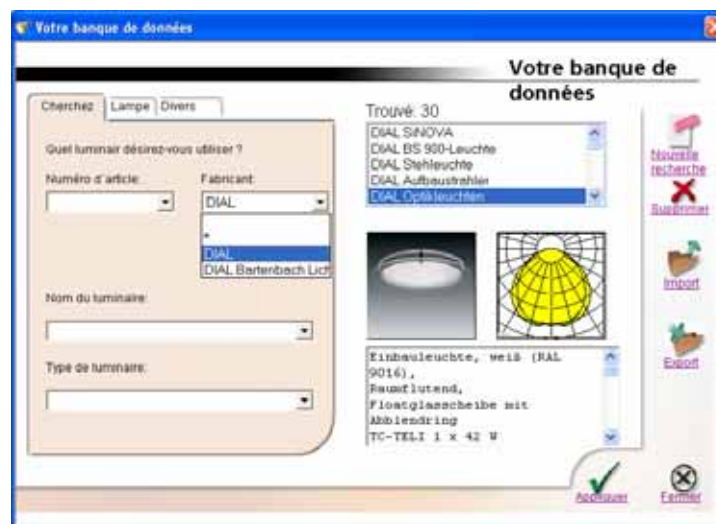 Votre banque de données
Votre banque de
données
Cherchez Lampe Divers
Quel luminair désirez-vous utiliser ?
Numéro d'article: Fabricant:
DIAL
*
DIAL
DIAL Bartenbach Lich
Nom du luminaire:
Type de luminaire:
Trouvé: 30
DIAL SiNOVA
DIAL BS 900-Leuchte
DIAL Stehleuchte
DIAL Aufbaustrahler
DIAL Optikleuchten
Einbauleuchte, weiß (RAL
9016),
Raumflutend,
Floatglasscheibe mit
Abblendring
TC-TELI 1 x 42 W
Nouvelle
recherche
Supprimer
Import
Export
Appliquer
Fermer